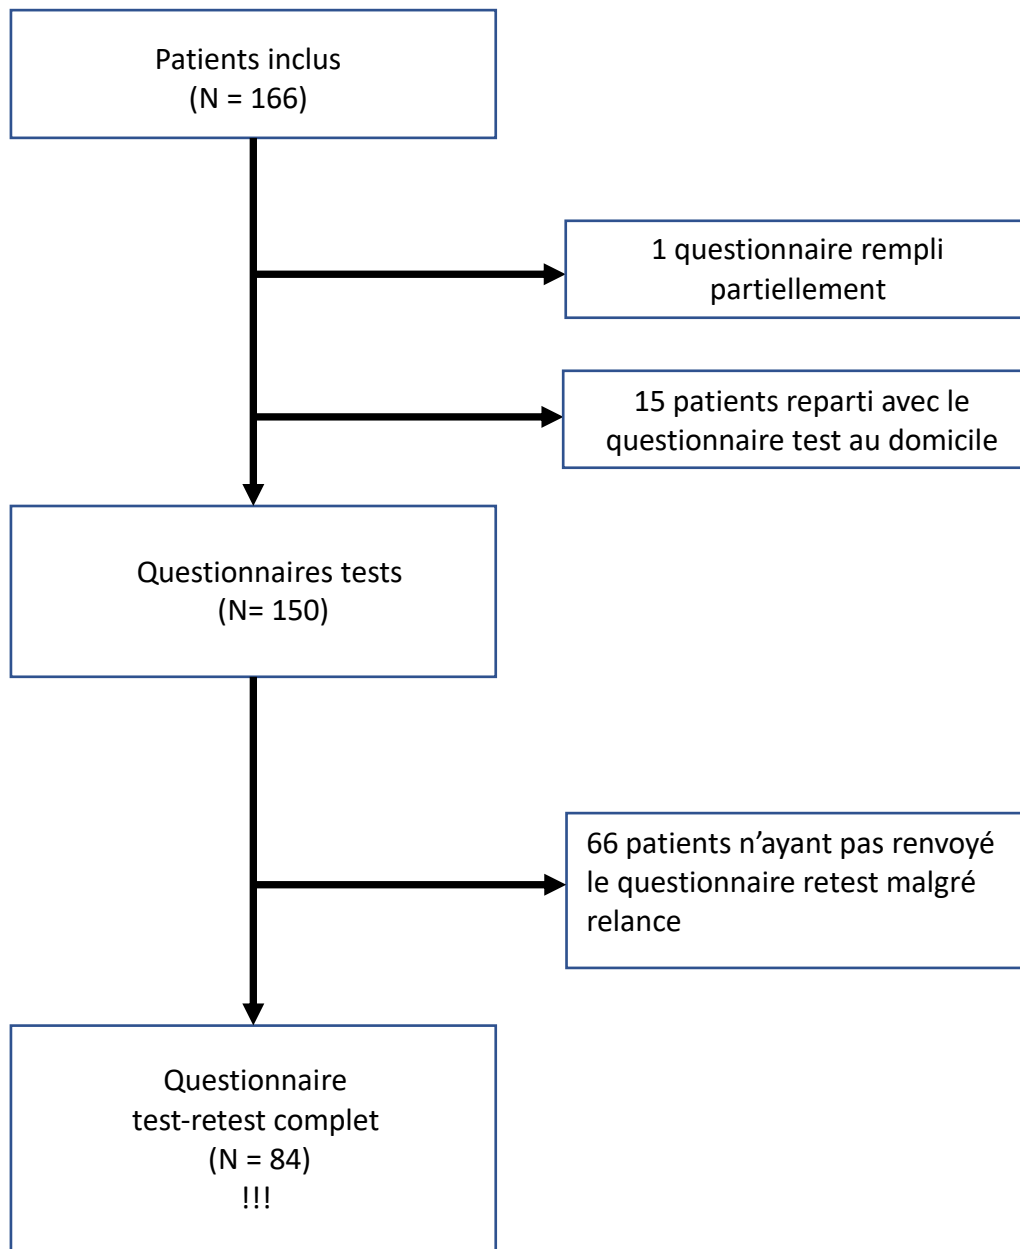 Patients inclus
(N = 166)
1 questionnaire rempli
partiellement
15 patients reparti avec le
questionnaire test au domicile
Questionnaires tests
(N= 150)
66 patients n’ayant pas renvoyé
le questionnaire retest malgré
relance
Questionnaire
test-retest complet
(N = 84)
!!!